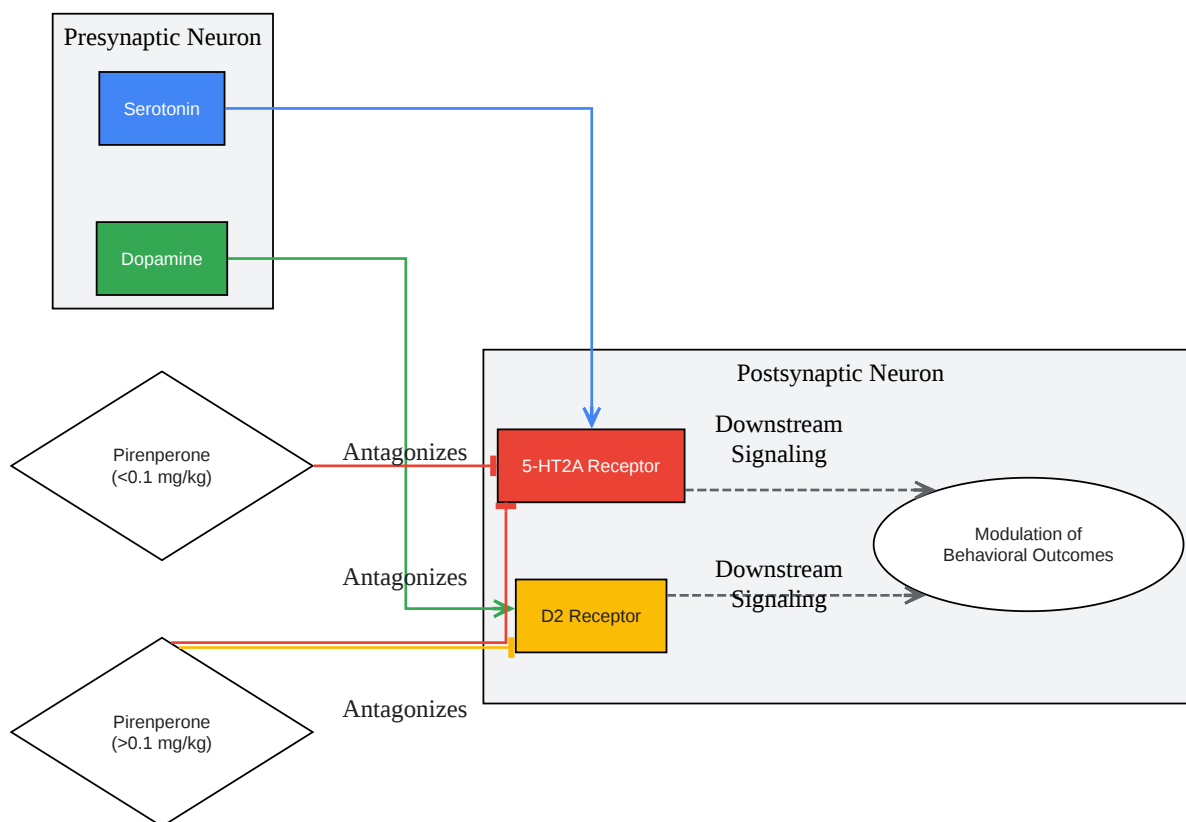 Presynaptic Neuron
Serotonin
Dopamine
Postsynaptic Neuron
Downstream
Signaling
Antagonizes
5-HT2A Receptor
Pirenperone
(<0.1 mg/kg)
Modulation of
Behavioral Outcomes
Antagonizes
Downstream
Signaling
D2 Receptor
Antagonizes
Pirenperone
(>0.1 mg/kg)